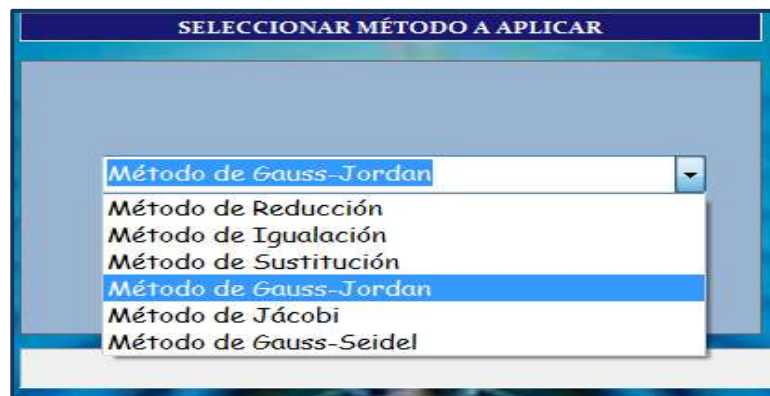 SELECCIONAR MÉTODO A APLICAR
Método de Gauss-Jordan
Método de Reducción
Método de Igualación
Método de Sustitución
Método de Gauss-Jordan
Método de Jácobi
Método de Gauss-Seidel